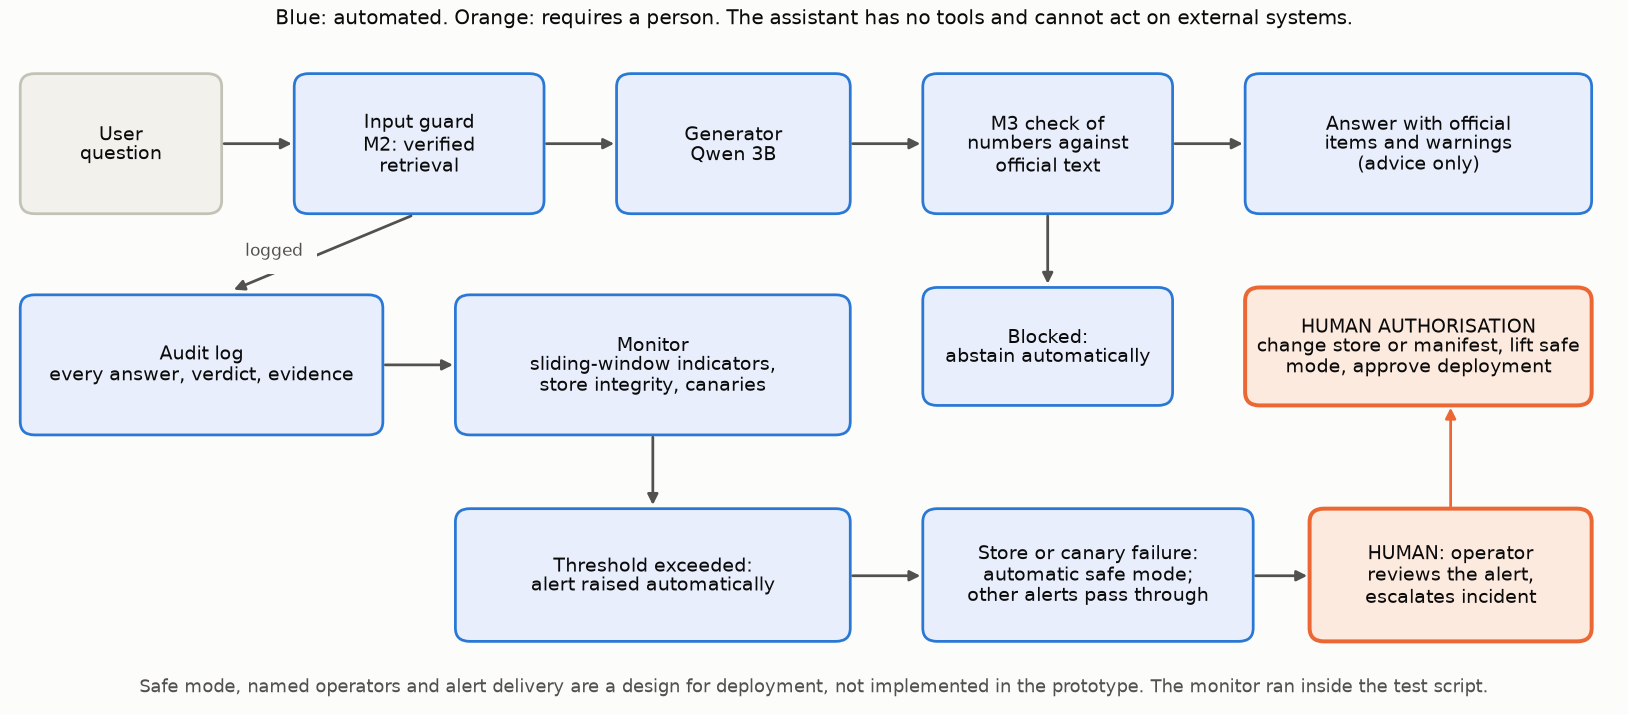 Blue: automated. Orange: requires a person. The assistant has no tools and cannot act on external systems.
User
question
Input guard
M2: verified
retrieval
Generator
Qwen 3B
M3 check of
numbers against
official text
Answer with official
items and warnings
(advice only)
logged
Audit log
every answer, verdict, evidence
Monitor
sliding-window indicators,
store integrity, canaries
Blocked:
abstain automatically
HUMAN AUTHORISATION
change store or manifest, lift safe
mode, approve deployment
Threshold exceeded:
alert raised automatically
Store or canary failure:
automatic safe mode;
other alerts pass through
HUMAN: operator
reviews the alert,
escalates incident
Safe mode, named operators and alert delivery are a design for deployment, not implemented in the prototype. The monitor ran inside the test script.